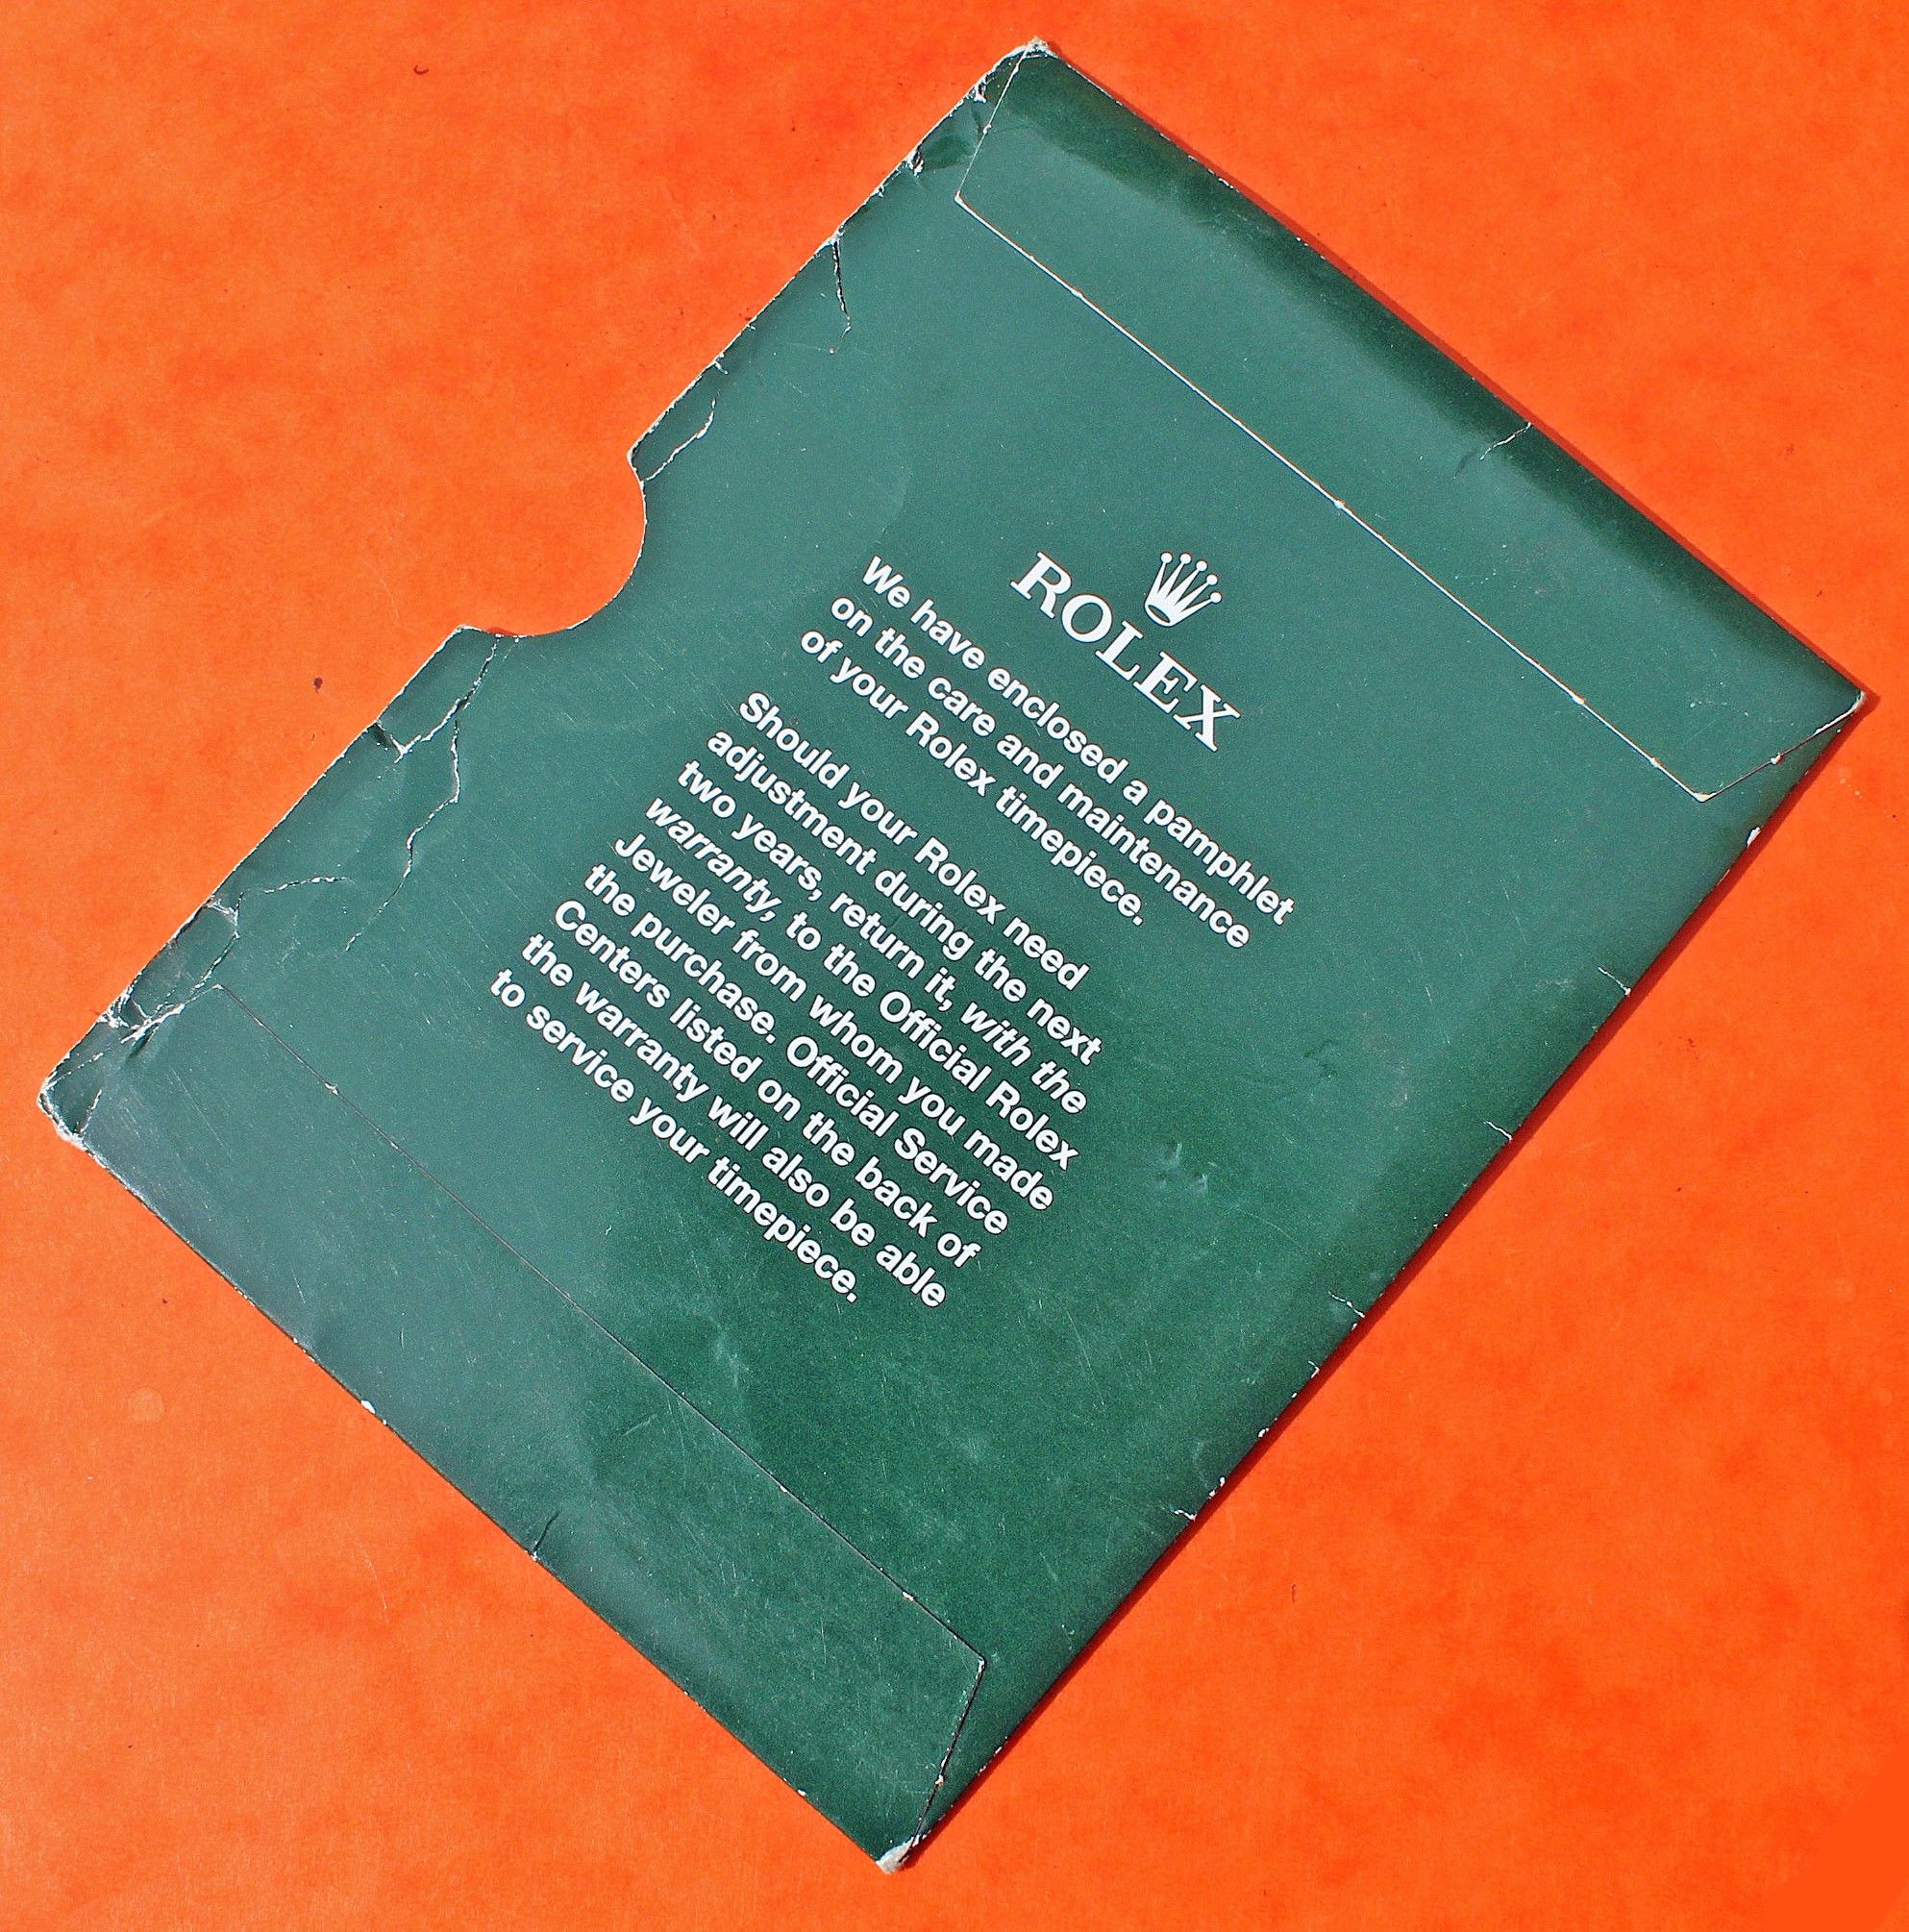 ROLEX
We have enclosed a pamphlet
on the care and maintenance
of your Rolex timepiece.
Should your Rolex need
adjustment during the next
two years, return it, with the
warranty, to the Official Rolex
Jeweler from whom you made
the purchase. Official Service
Centers listed on the back of
the warranty will also be able
to service your timepiece.